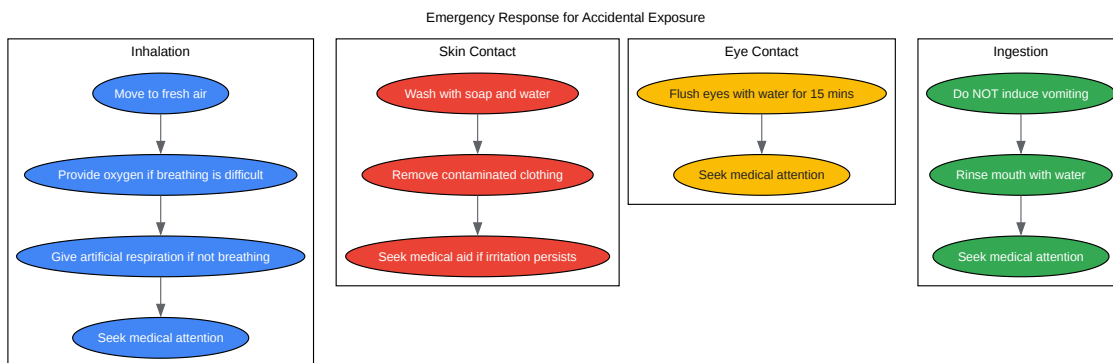 Emergency Response for Accidental Exposure
Inhalation
Move to fresh air
Provide oxygen if breathing is difficult
Give artificial respiration if not breathing
Seek medical attention
Skin Contact
Wash with soap and water
Remove contaminated clothing
Seek medical aid if irritation persists
Eye Contact
Flush eyes with water for 15 mins
Seek medical attention
Ingestion
Do NOT induce vomiting
Rinse mouth with water
Seek medical attention